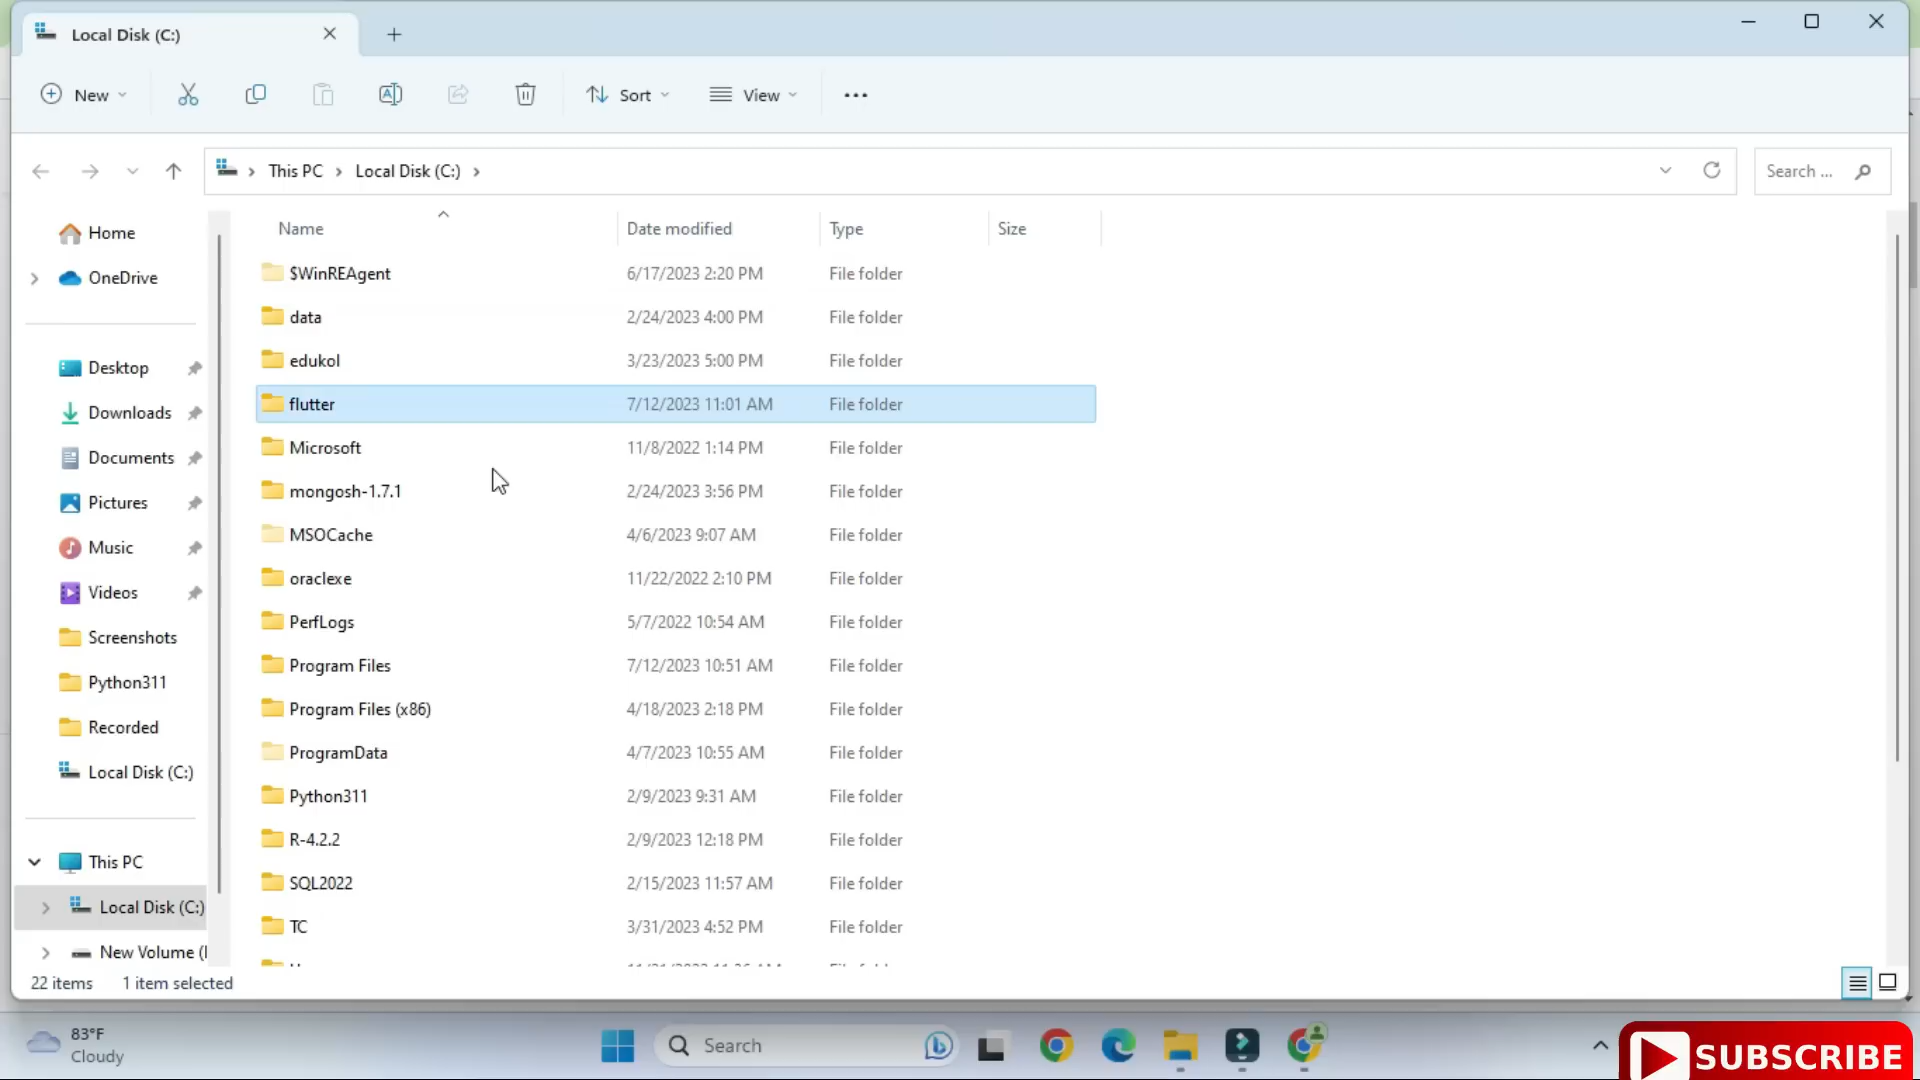 Local Disk (C:)
New
Sort
View
This PC
Local Disk (C:)
Search ...
Name
Date modified
Type
Size
Home
OneDrive
Desktop
Downloads
Documents
Pictures
Music
Videos
Screenshots
Python311
Recorded
Local Disk (C:)
This PC
Local Disk (C:)
New Volume (
$WinREAgent 6/17/2023 2:20 PM File folder
data 2/24/2023 4:00 PM File folder
edukol 3/23/2023 5:00 PM File folder
flutter 7/12/2023 11:01 AM File folder
Microsoft 11/8/2022 1:14 PM File folder
mongosh-1.7.1 2/24/2023 3:56 PM File folder
MSOCache 4/6/2023 9:07 AM File folder
oraclexe 11/22/2022 2:10 PM File folder
PerfLogs 5/7/2022 10:54 AM File folder
Program Files 7/12/2023 10:51 AM File folder
Program Files (x86) 4/18/2023 2:18 PM File folder
ProgramData 4/7/2023 10:55 AM File folder
Python311 2/9/2023 9:31 AM File folder
R-4.2.2 2/9/2023 12:18 PM File folder
SQL2022 2/15/2023 11:57 AM File folder
TC 3/31/2023 4:52 PM File folder
22 items 1 item selected
83°F
Cloudy
Search
SUBSCRIBE